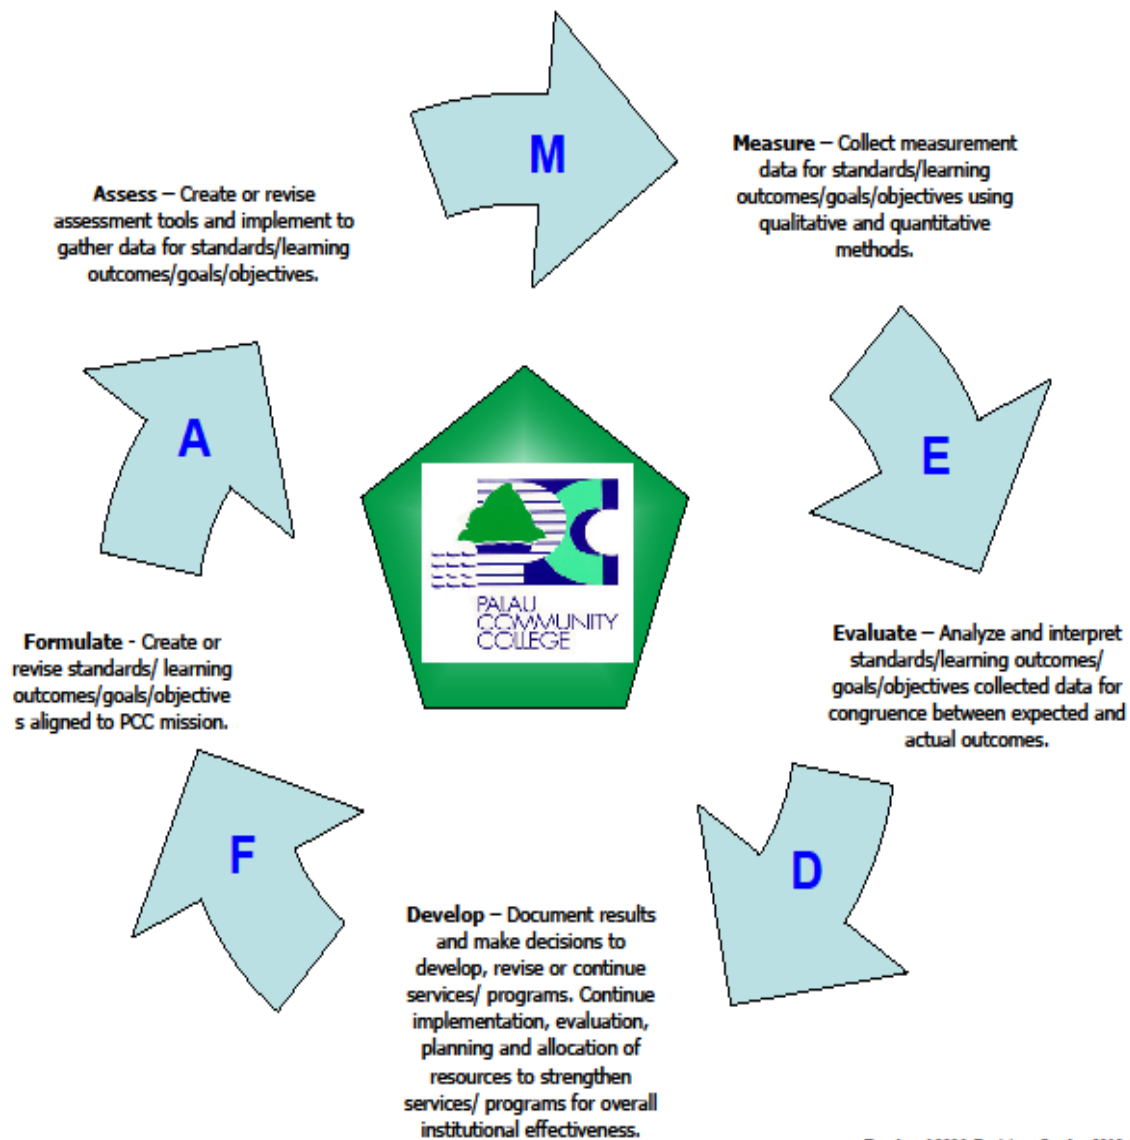 M
Measure – Collect measurement
data for standards/learning
outcomes/goals/objectives using
qualitative and quantitative
methods.
Assess – Create or revise
assessment tools and implement to
gather data for standards/learning
outcomes/goals/objectives.
A
E
PALAU
COMMUNITY
COLLEGE
Formulate - Create or
revise standards/ learning
outcomes/goals/objective
s aligned to PCC mission.
Evaluate – Analyze and interpret
standards/learning outcomes/
goals/objectives collected data for
congruence between expected and
actual outcomes.
F
D
Develop – Document results
and make decisions to
develop, revise or continue
services/ programs. Continue
implementation, evaluation,
planning and allocation of
resources to strengthen
services/ programs for overall
institutional effectiveness.